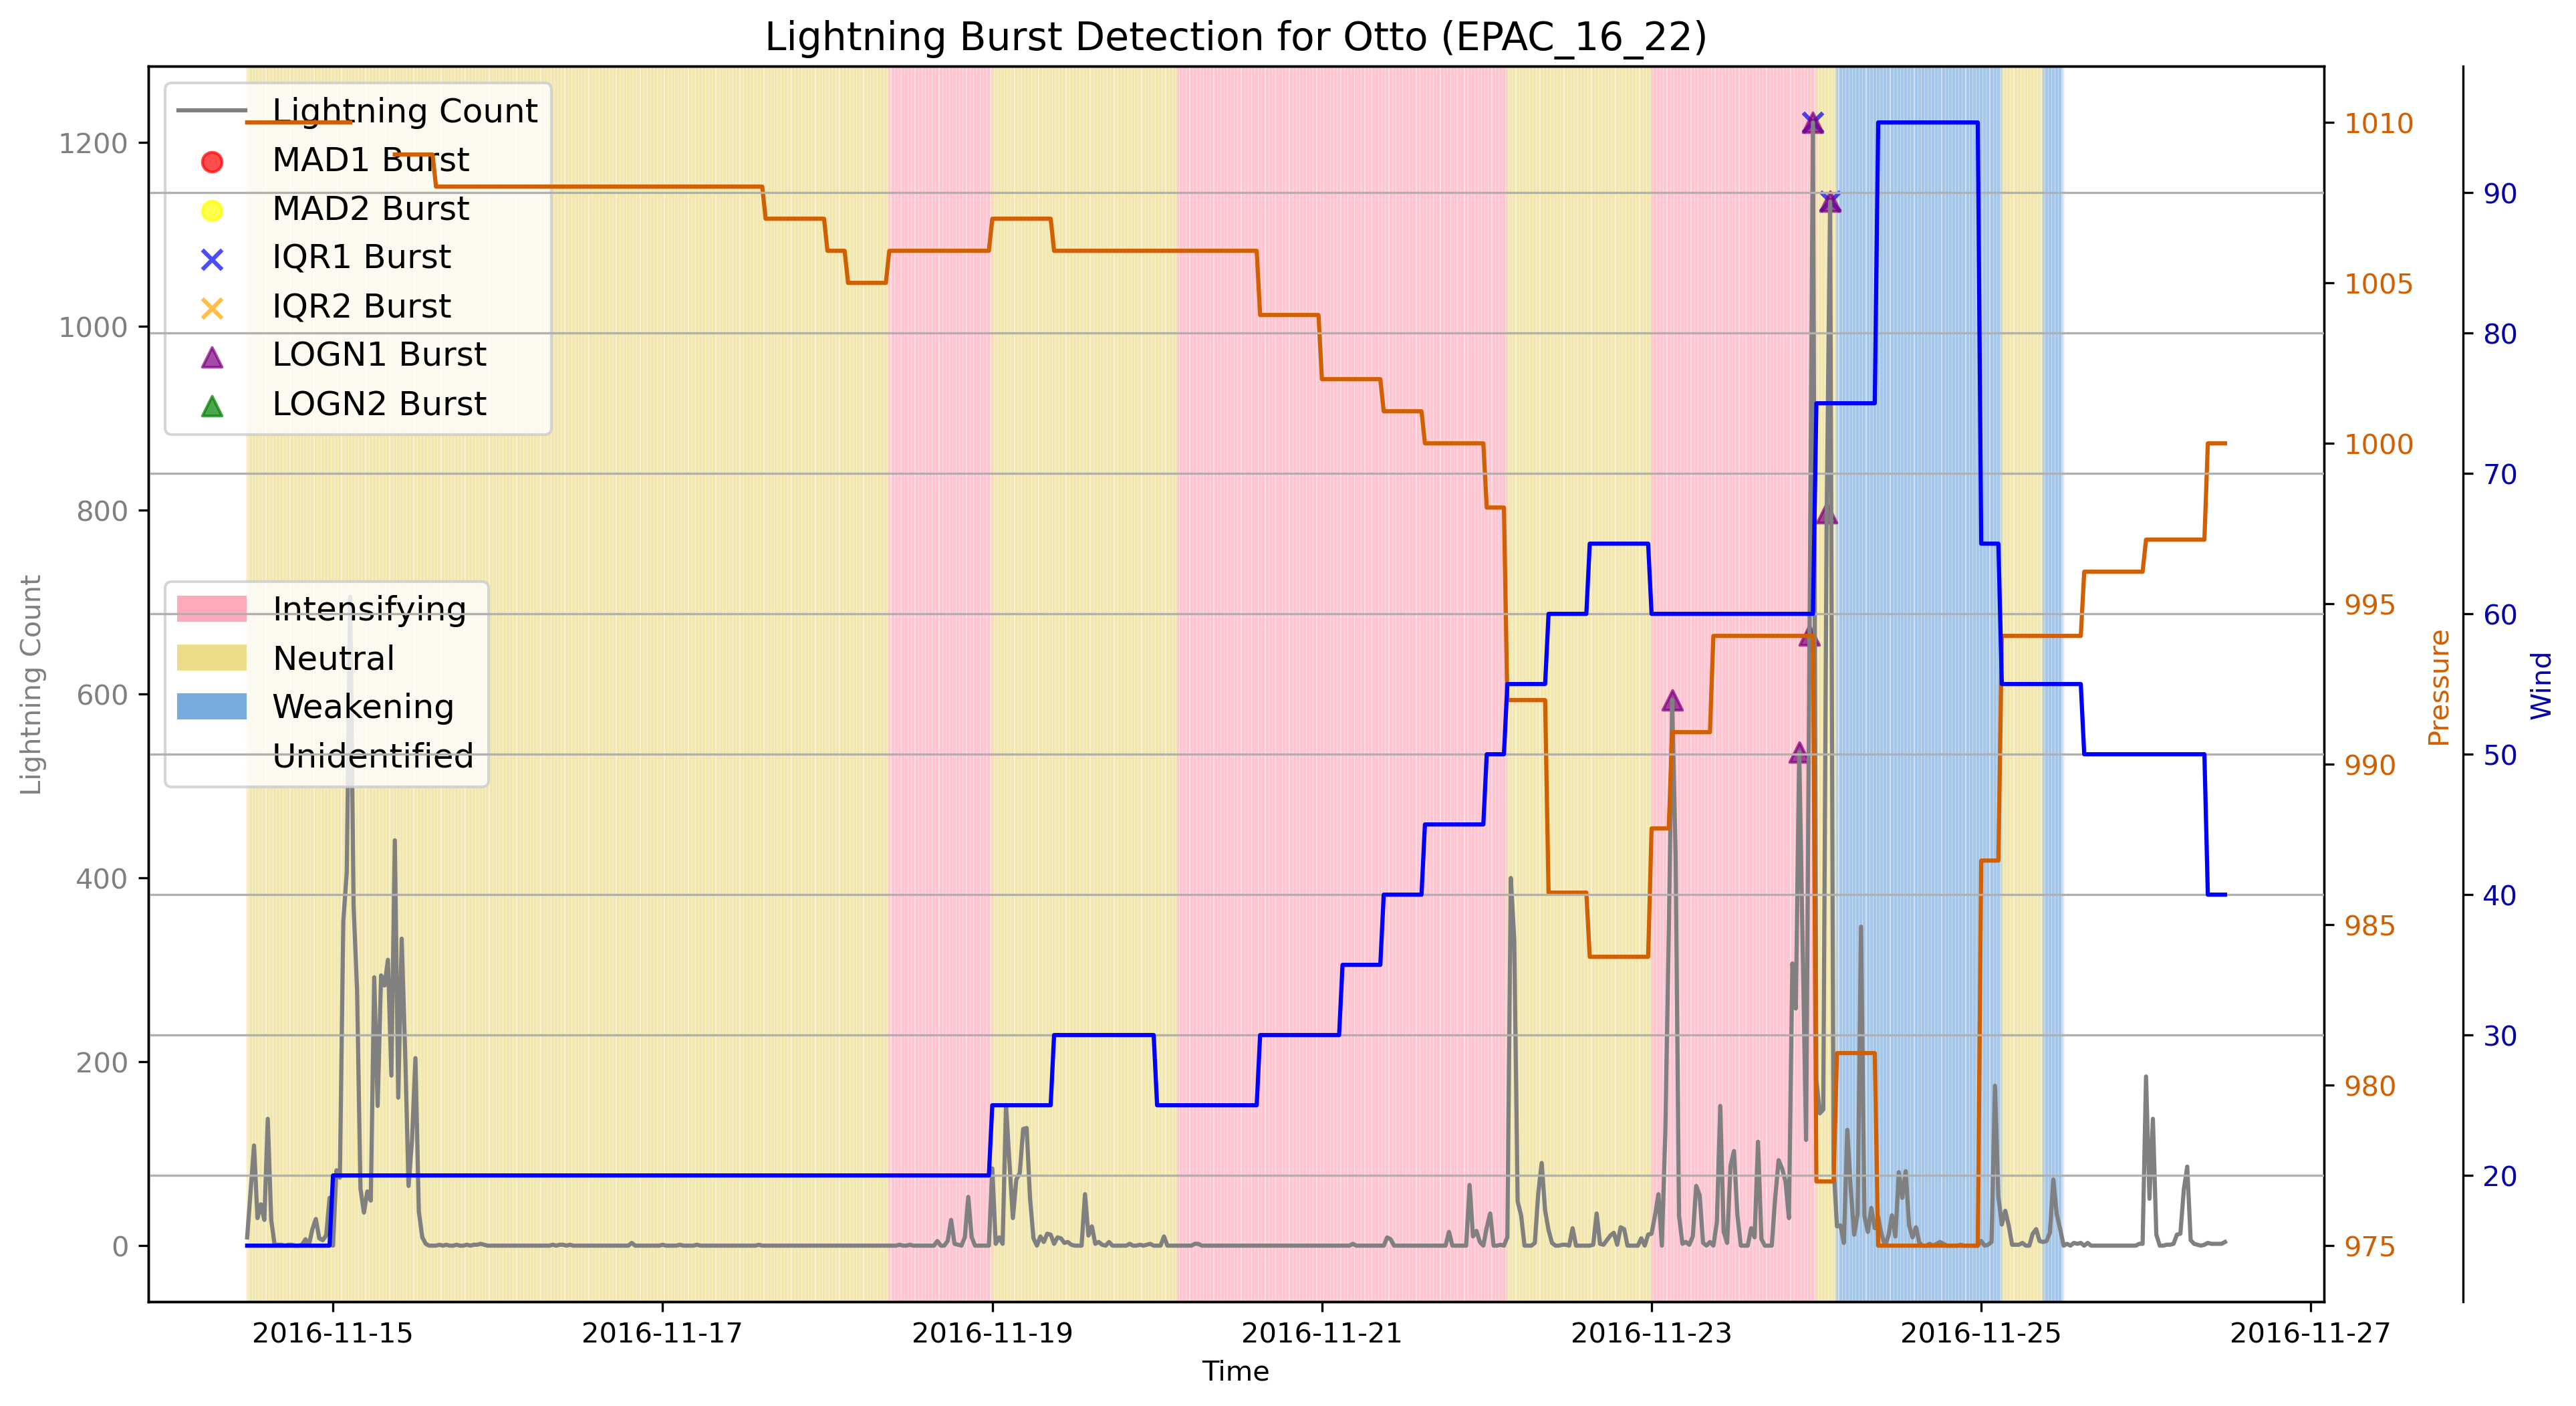 Lightning Burst Detection for Otto (EPAC_16_22)
Lightning Count
MAD1 Burst
MAD2 Burst
IQR1 Burst
IQR2 Burst
LOGN1 Burst
LOGN2 Burst
Intensifying
Neutral
Weakening
Unidentified
Lightning Count
1200
1000
800
600
400
200
0
1010
1005
1000
995
990
985
980
975
Pressure
90
80
70
60
50
40
30
20
Wind
2016-11-15
2016-11-17
2016-11-19
2016-11-21
2016-11-23
2016-11-25
2016-11-27
Time